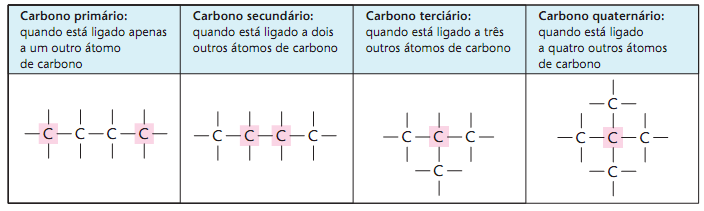 Carbono primário:
quando está ligado apenas
a um outro átomo
de carbono
Carbono secundário:
quando está ligado a dois
outros átomos de carbono
Carbono terciário:
quando está ligado a três
outros átomos de carbono
Carbono quaternário:
quando está ligado
a quatro outros átomos
de carbono
C C C C
C C C C
C C C
C
C
C C C
C